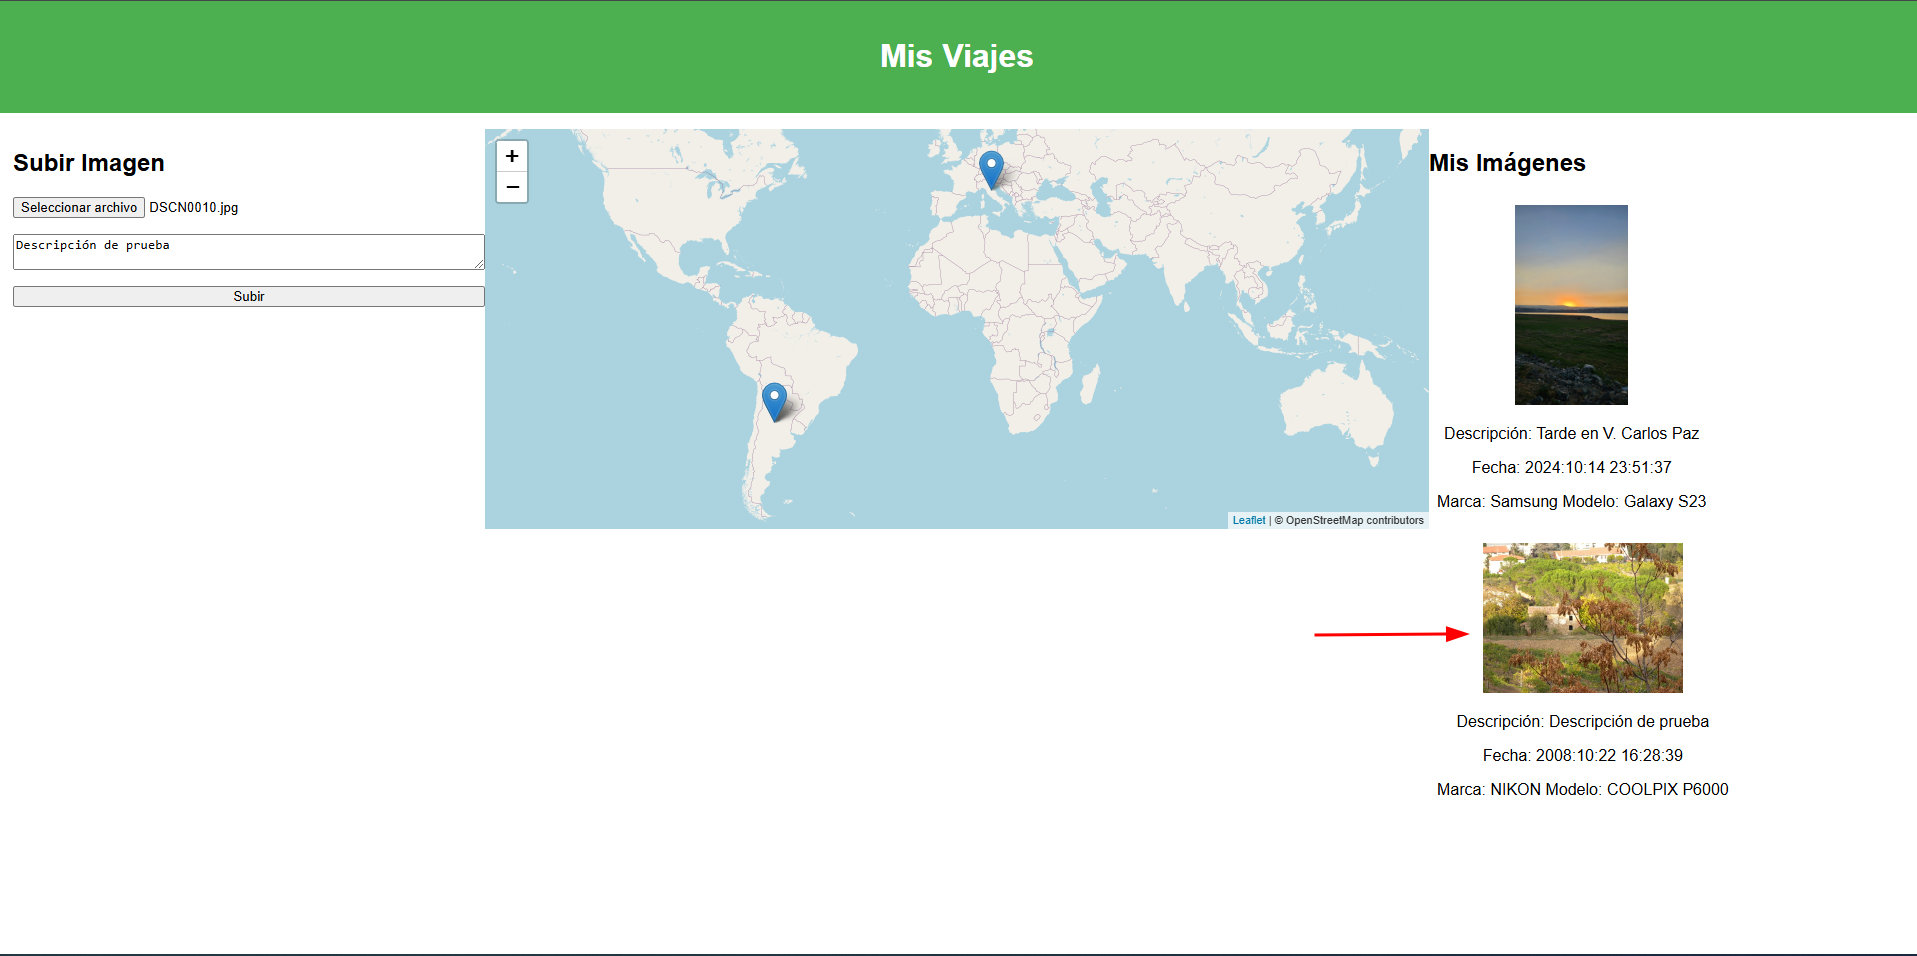 Mis Viajes
Subir Imagen
Seleccionar archivo DSCN0010.jpg
Descripción de prueba
Subir
+
−
Leaflet | © OpenStreetMap contributors
Mis Imágenes
Descripción: Tarde en V. Carlos Paz
Fecha: 2024:10:14 23:51:37
Marca: Samsung Modelo: Galaxy S23
Descripción: Descripción de prueba
Fecha: 2008:10:22 16:28:39
Marca: NIKON Modelo: COOLPIX P6000